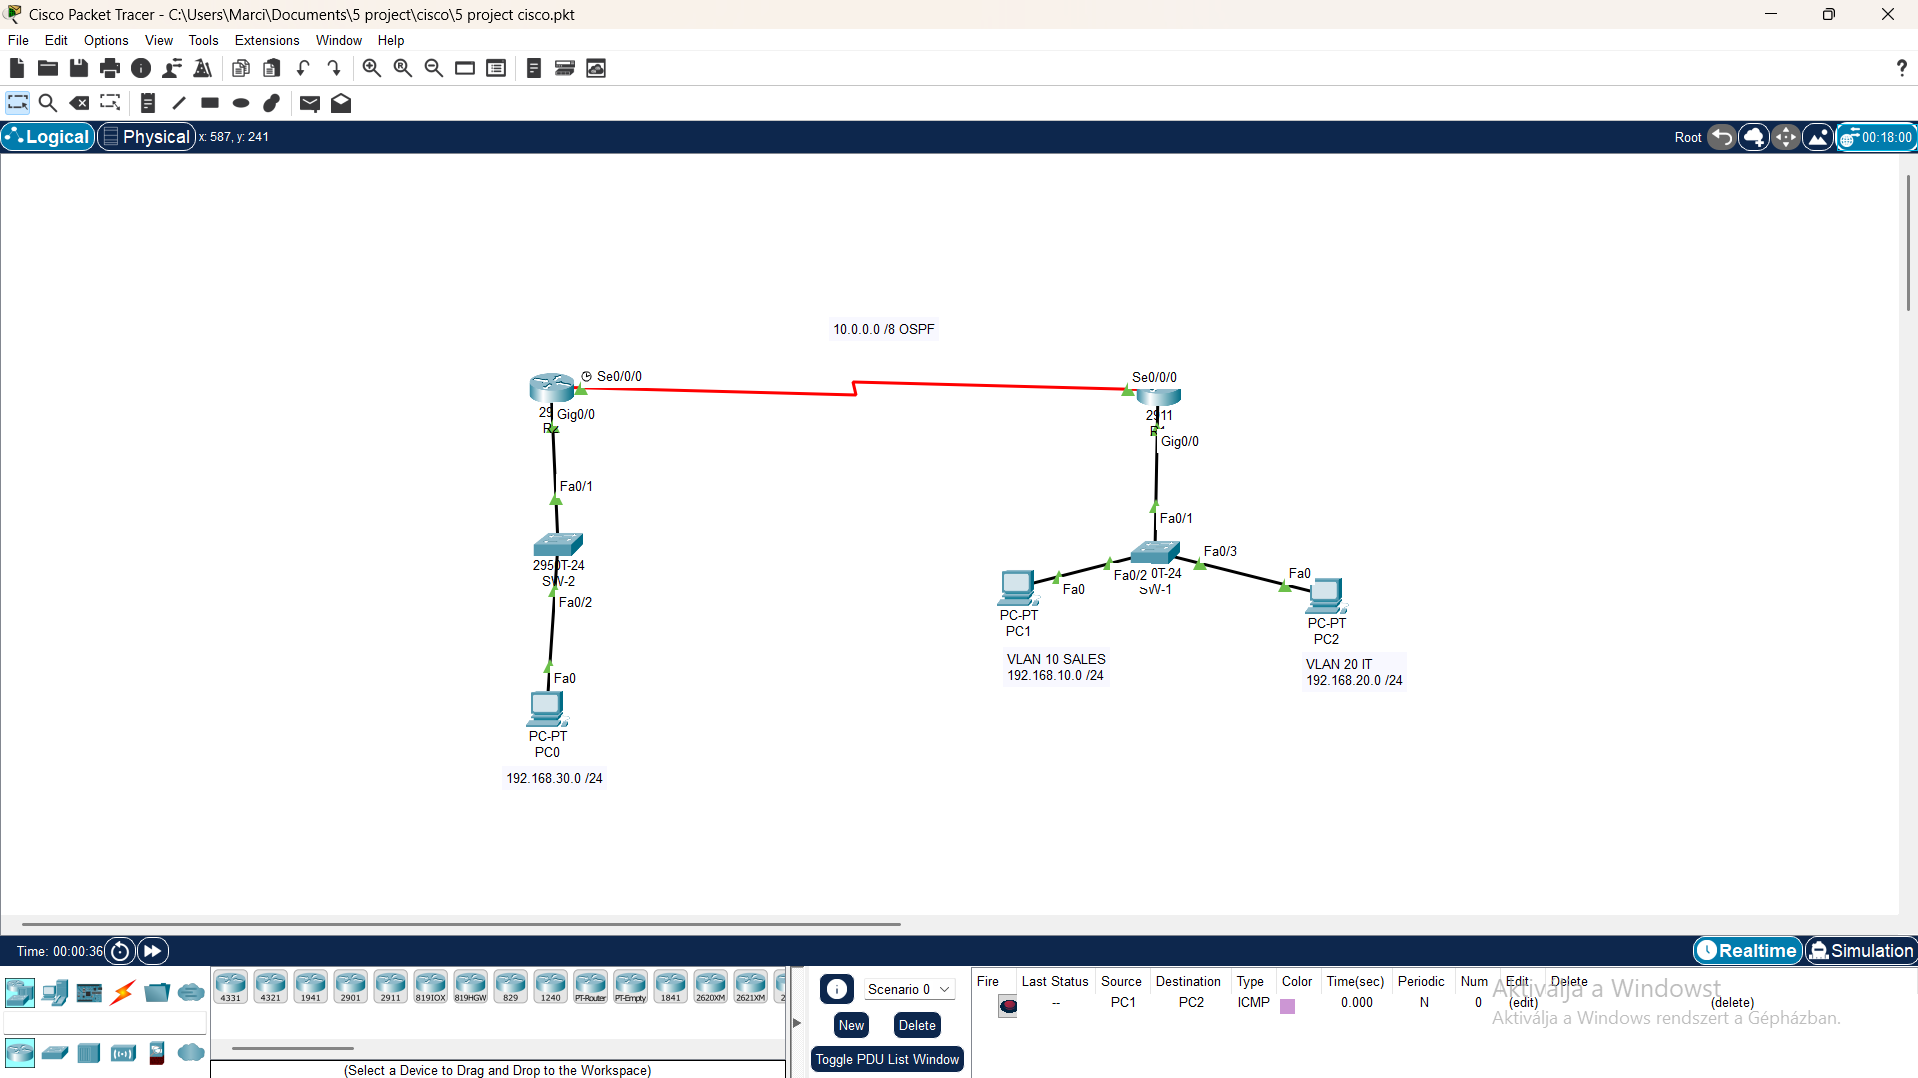 Cisco Packet Tracer - C:\Users\Marci\Documents\5 project\cisco\5 project cisco.pkt
File Edit Options View Tools Extensions Window Help
?
Logical Physical x: 587, y: 241 Root 00:18:00
10.0.0.0 /8 OSPF
Se0/0/0
Gig0/0
Fa0/1
2950T-24
SW-2
Fa0/2
Fa0
PC-PT
PC0
192.168.30.0 /24
Se0/0/0
2911
Gig0/0
Fa0/1
Fa0/3
Fa0/2 0T-24
SW-1
Fa0
PC-PT
PC1
VLAN 10 SALES
192.168.10.0 /24
Fa0
PC-PT
PC2
VLAN 20 IT
192.168.20.0 /24
Time: 00:00:36 Realtime Simulation
4331 4321 1941 2901 2911 819IOX 819HGW 829 1240 PT-Router PT-Empty 1841 2620XM 2621XM
(Select a Device to Drag and Drop to the Workspace)
Scenario 0
New Delete
Toggle PDU List Window
Fire Last Status Source Destination Type Color Time(sec) Periodic Num Edit Delete
-- PC1 PC2 ICMP 0.000 N 0 (edit) (delete)
Aktiválja a Windowst
Aktiválja a Windows rendszert a Gépházban.